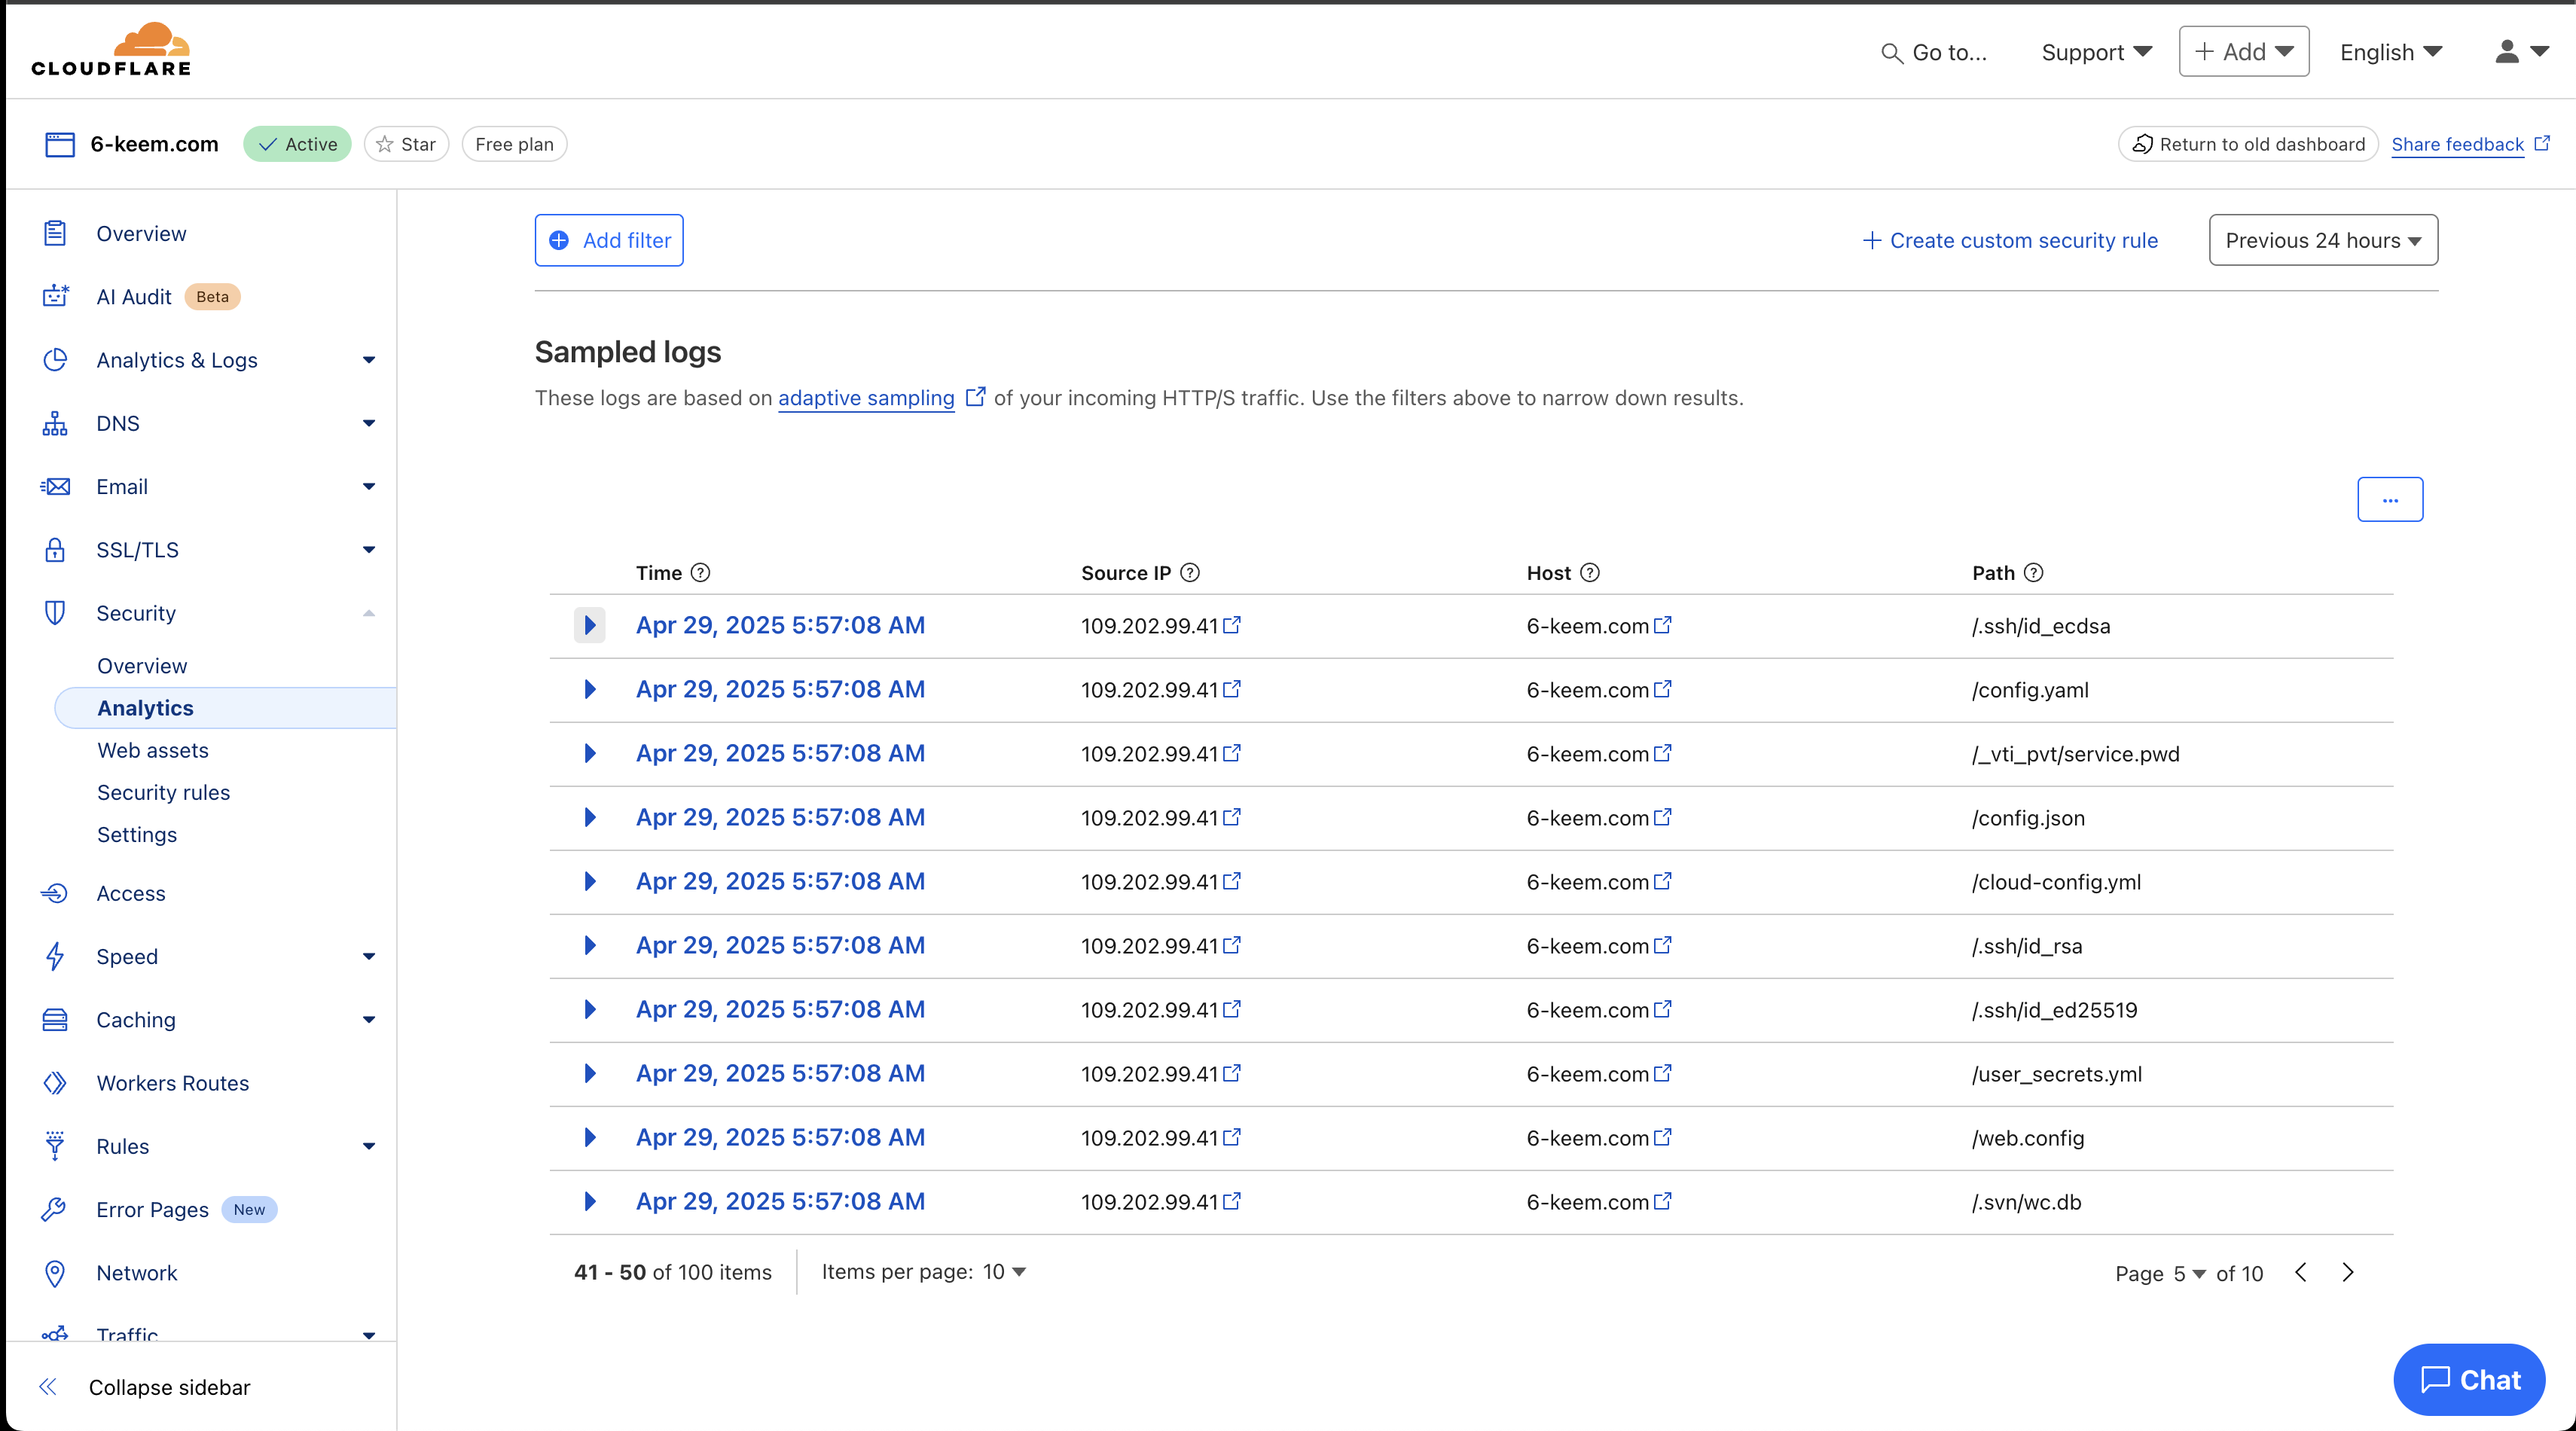 CLOUDFLARE
Go to...
Support
+ Add
English
6-keem.com
Active
Star
Free plan
Return to old dashboard
Share feedback
Overview
AI Audit Beta
Analytics & Logs
DNS
Email
SSL/TLS
Security
Overview
Analytics
Web assets
Security rules
Settings
Access
Speed
Caching
Workers Routes
Rules
Error Pages New
Network
Traffic
Collapse sidebar
Add filter
+ Create custom security rule
Previous 24 hours
Sampled logs
These logs are based on adaptive sampling of your incoming HTTP/S traffic. Use the filters above to narrow down results.
...
Time Source IP Host Path
Apr 29, 2025 5:57:08 AM 109.202.99.41 6-keem.com /.ssh/id_ecdsa
Apr 29, 2025 5:57:08 AM 109.202.99.41 6-keem.com /config.yaml
Apr 29, 2025 5:57:08 AM 109.202.99.41 6-keem.com /_vti_pvt/service.pwd
Apr 29, 2025 5:57:08 AM 109.202.99.41 6-keem.com /config.json
Apr 29, 2025 5:57:08 AM 109.202.99.41 6-keem.com /cloud-config.yml
Apr 29, 2025 5:57:08 AM 109.202.99.41 6-keem.com /.ssh/id_rsa
Apr 29, 2025 5:57:08 AM 109.202.99.41 6-keem.com /.ssh/id_ed25519
Apr 29, 2025 5:57:08 AM 109.202.99.41 6-keem.com /user_secrets.yml
Apr 29, 2025 5:57:08 AM 109.202.99.41 6-keem.com /web.config
Apr 29, 2025 5:57:08 AM 109.202.99.41 6-keem.com /.svn/wc.db
41 - 50 of 100 items
Items per page: 10
Page 5 of 10
Chat